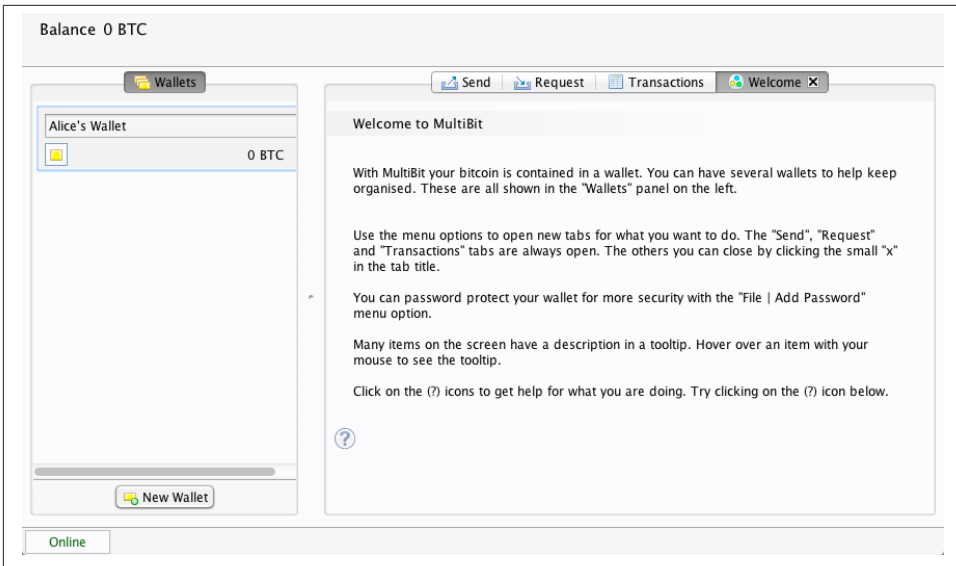 Balance 0 BTC
Wallets
Send Request Transactions Welcome
Alice's Wallet
0 BTC
Welcome to MultiBit
With MultiBit your bitcoin is contained in a wallet. You can have several wallets to help keep
organised. These are all shown in the "Wallets" panel on the left.
Use the menu options to open new tabs for what you want to do. The "Send", "Request"
and "Transactions" tabs are always open. The others you can close by clicking the small "x"
in the tab title.
You can password protect your wallet for more security with the "File | Add Password"
menu option.
Many items on the screen have a description in a tooltip. Hover over an item with your
mouse to see the tooltip.
Click on the (?) icons to get help for what you are doing. Try clicking on the (?) icon below.
?
New Wallet
Online